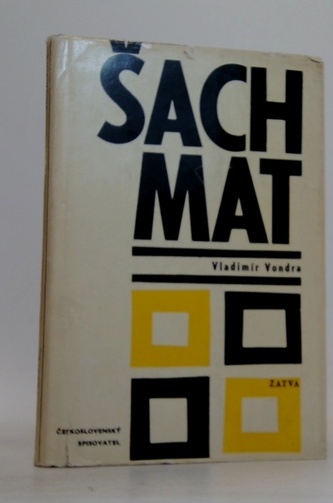 ŠACH
MAT
Vladimír Vondra
ŽATVA
ČESKOSLOVENSKÝ
SPISOVATEL